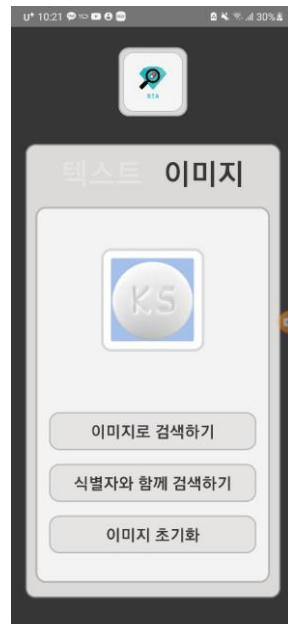 U+ 10:21 30%
BTA
텍스트 이미지
KS
이미지로 검색하기
식별자와 함께 검색하기
이미지 초기화